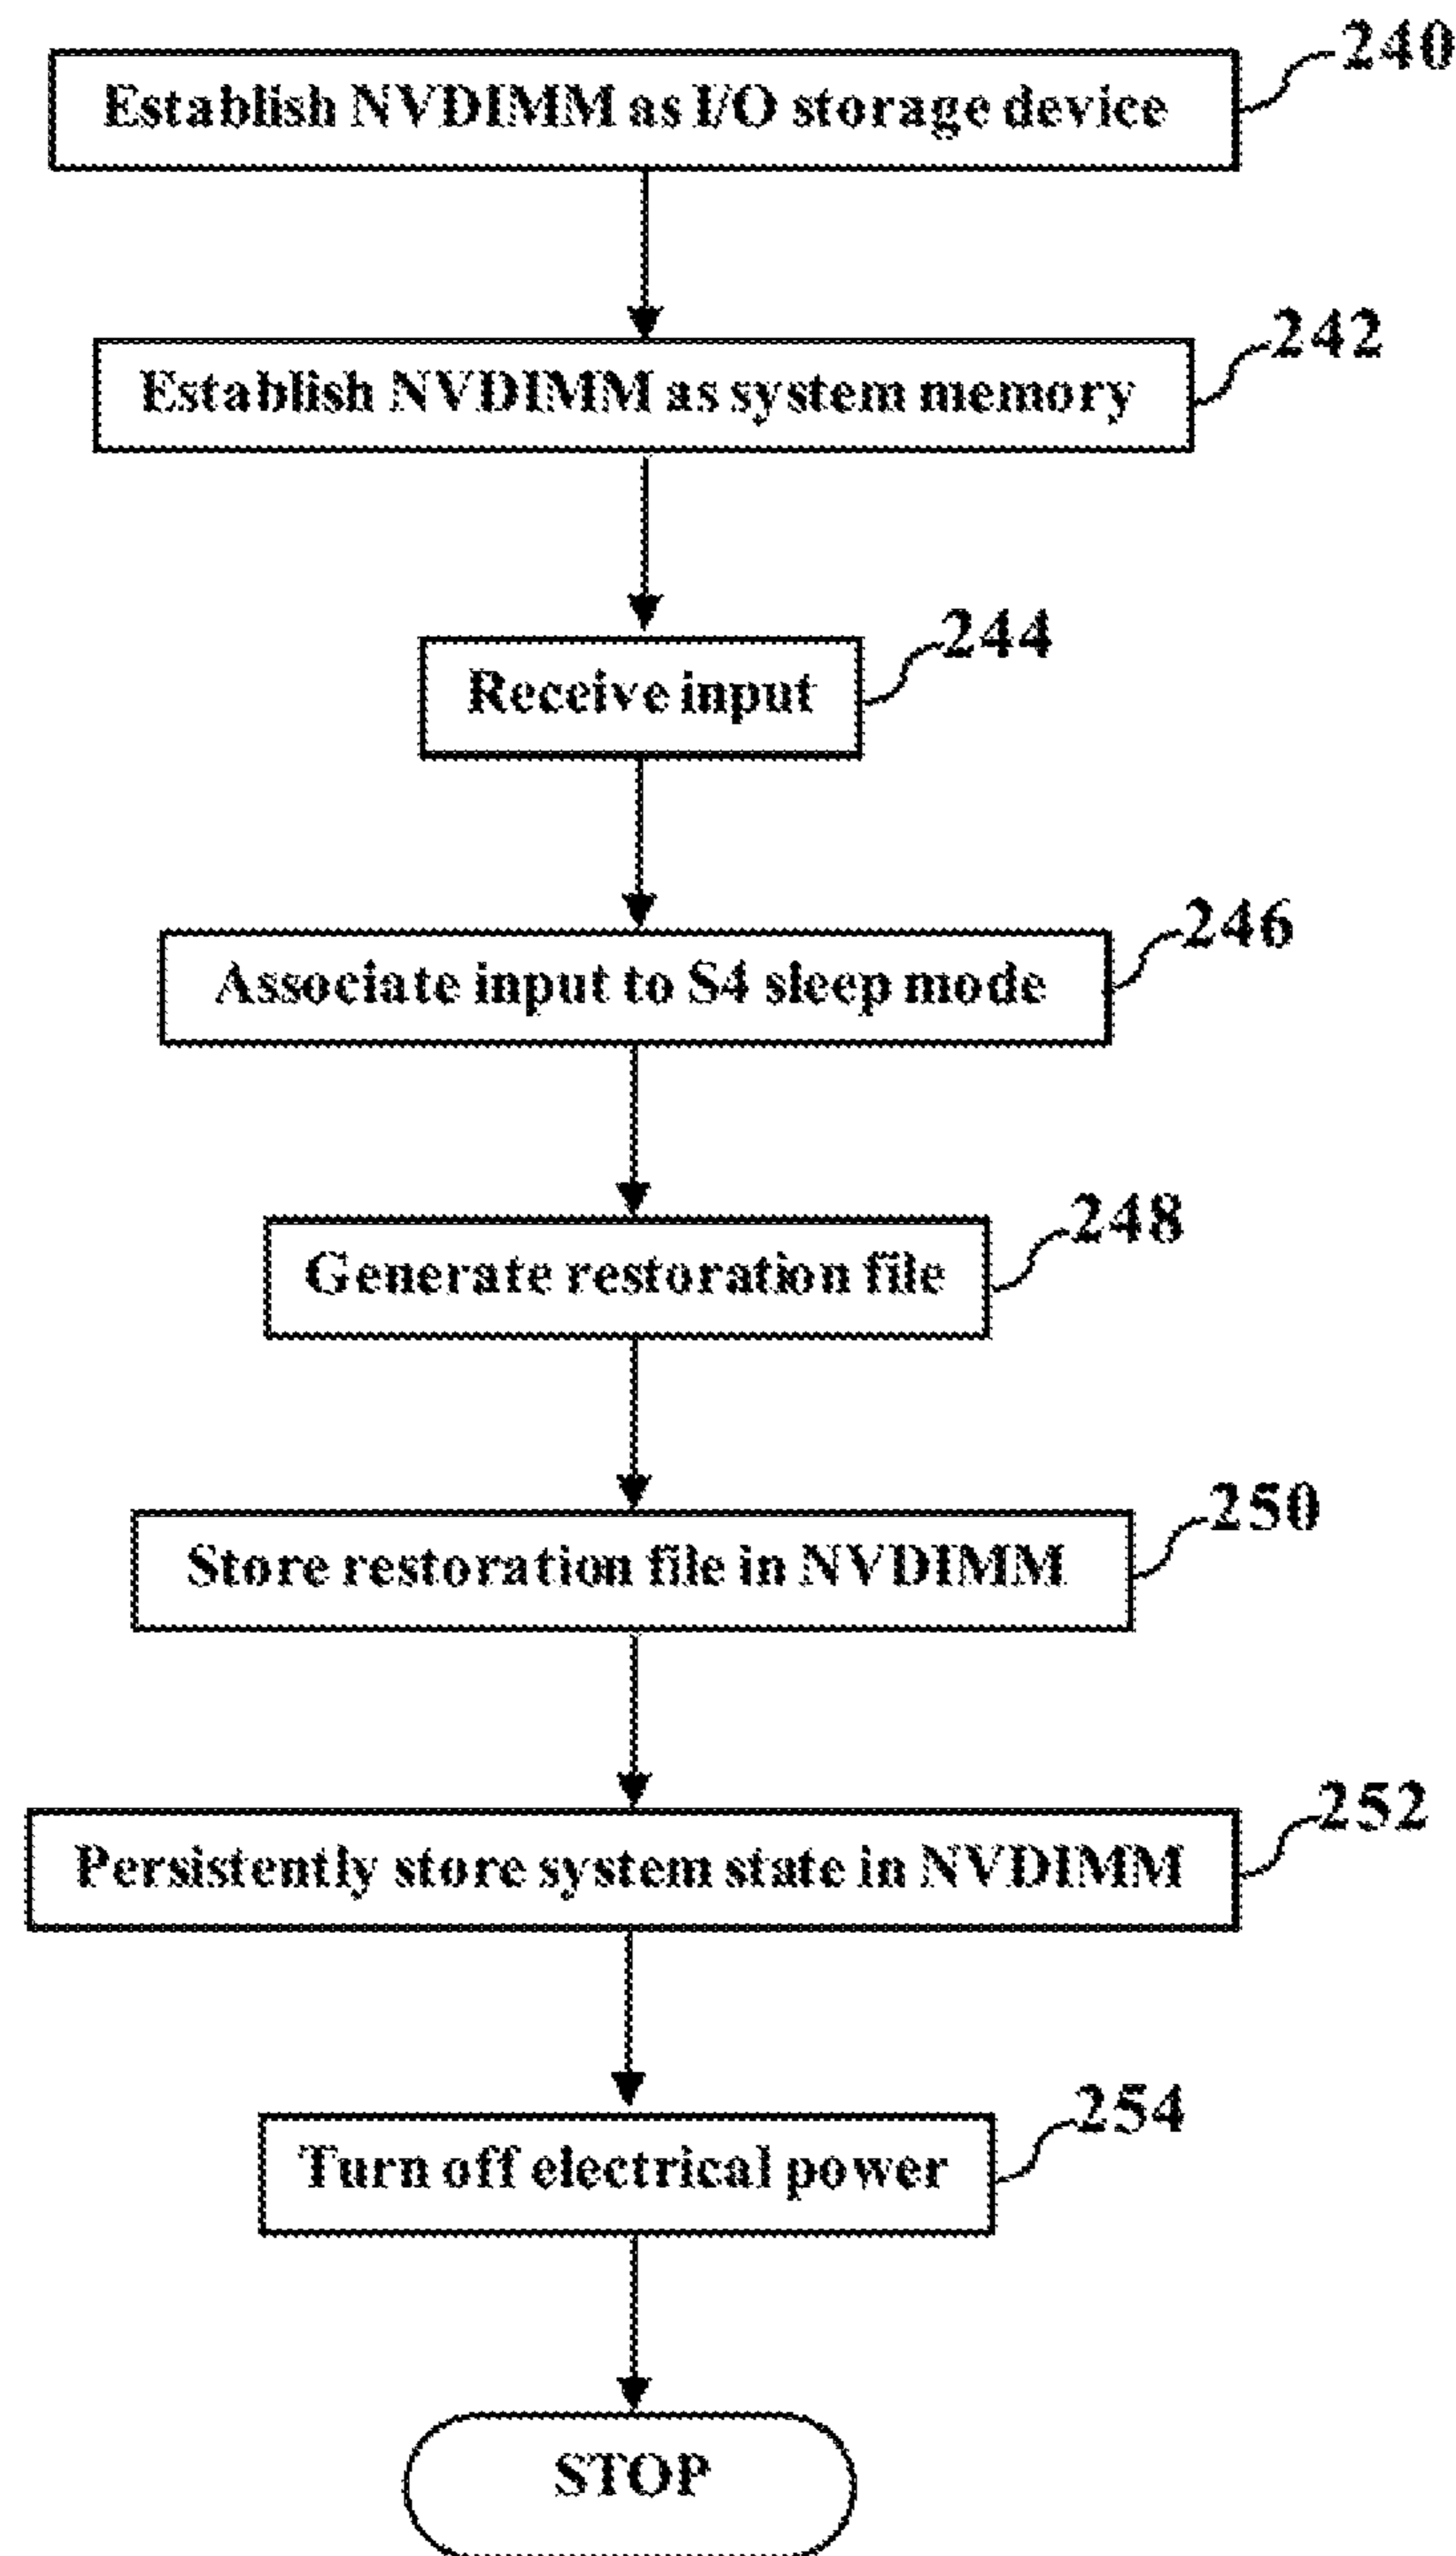 240
Establish NVDIMM as I/O storage device
242
Establish NVDIMM as system memory
244
Receive input
246
Associate input to S4 sleep mode
248
Generate restoration file
250
Store restoration file in NVDIMM
252
Persistently store system state in NVDIMM
254
Turn off electrical power
STOP